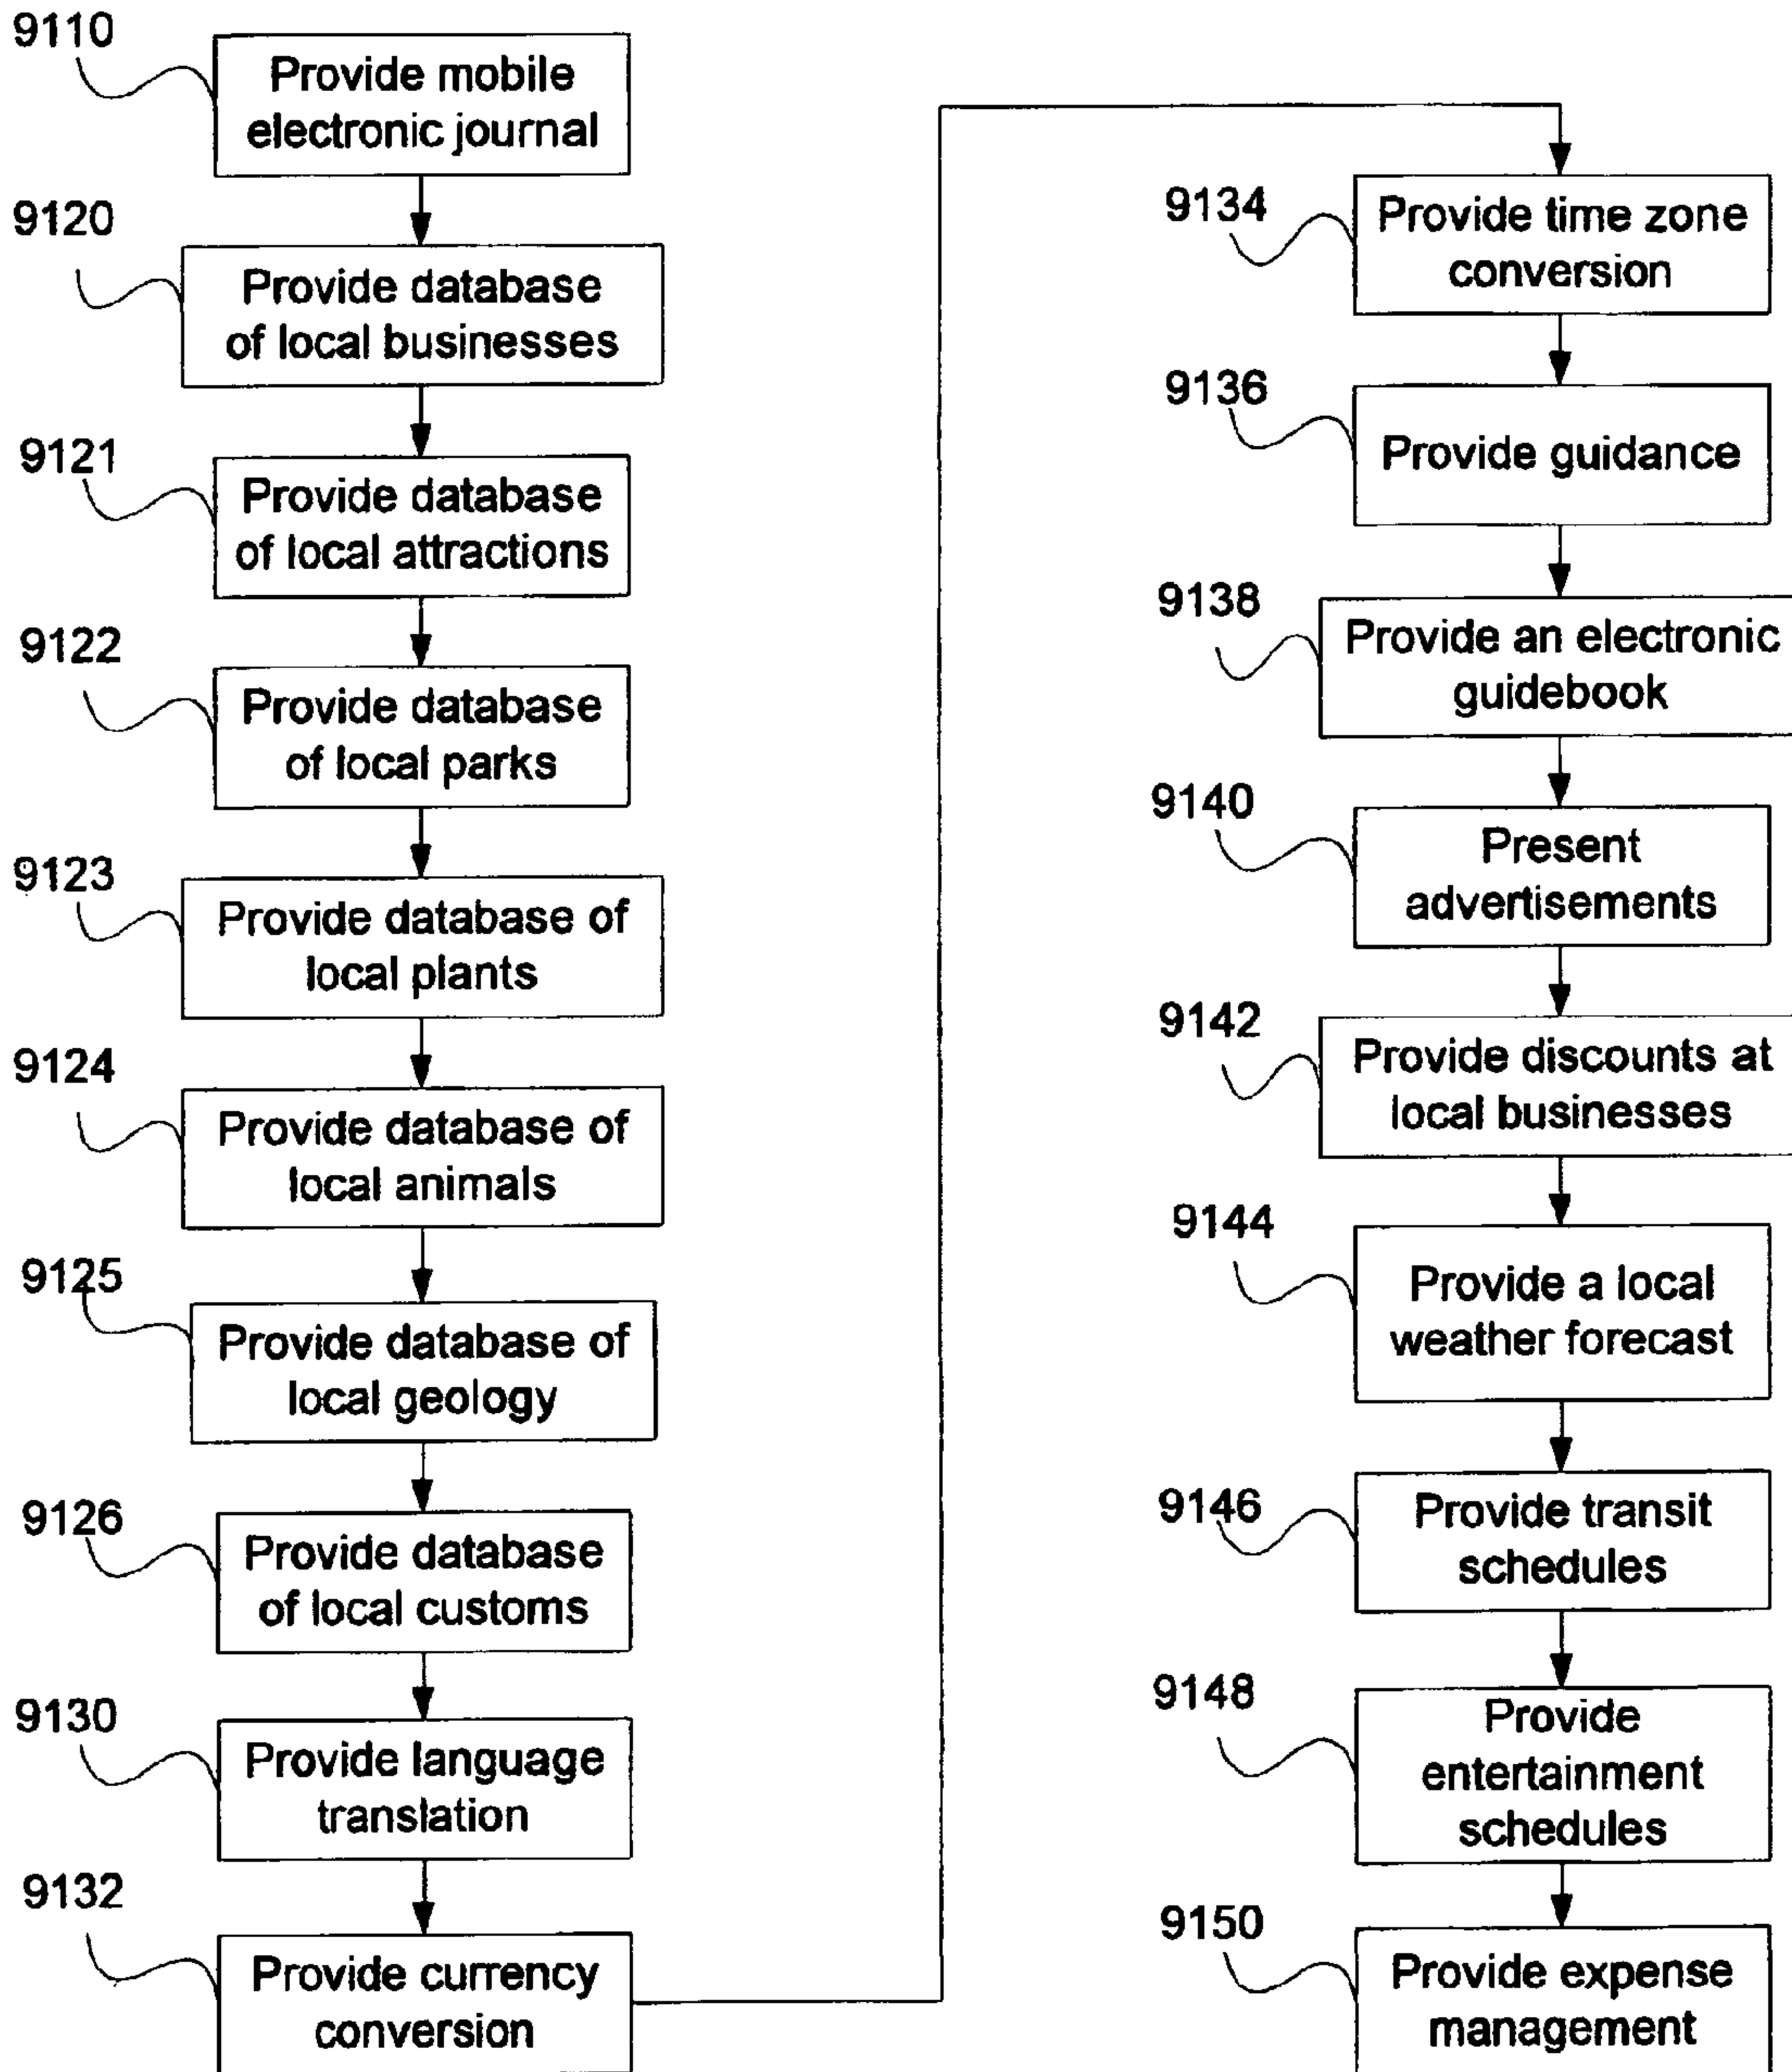 9110
Provide mobile
electronic journal
9120
Provide database
of local businesses
9121
Provide database
of local attractions
9122
Provide database
of local parks
9123
Provide database of
local plants
9124
Provide database of
local animals
9125
Provide database of
local geology
9126
Provide database
of local customs
9130
Provide language
translation
9132
Provide currency
conversion
9134
Provide time zone
conversion
9136
Provide guidance
9138
Provide an electronic
guidebook
9140
Present
advertisements
9142
Provide discounts at
local businesses
9144
Provide a local
weather forecast
9146
Provide transit
schedules
9148
Provide
entertainment
schedules
9150
Provide expense
management